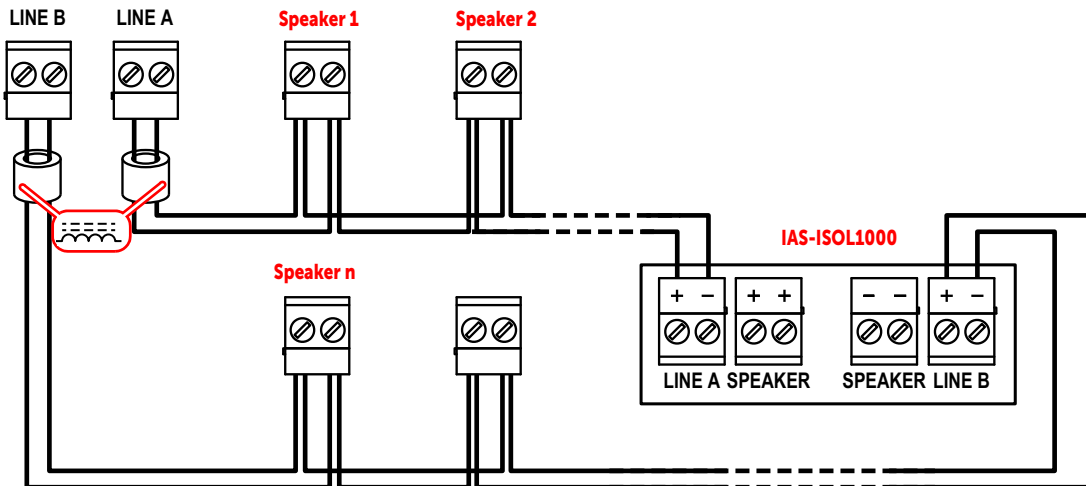 LINE B LINE A Speaker 1 Speaker 2
IAS-ISOL1000
Speaker n
+ − + + − − + −
LINE A SPEAKER SPEAKER LINE B